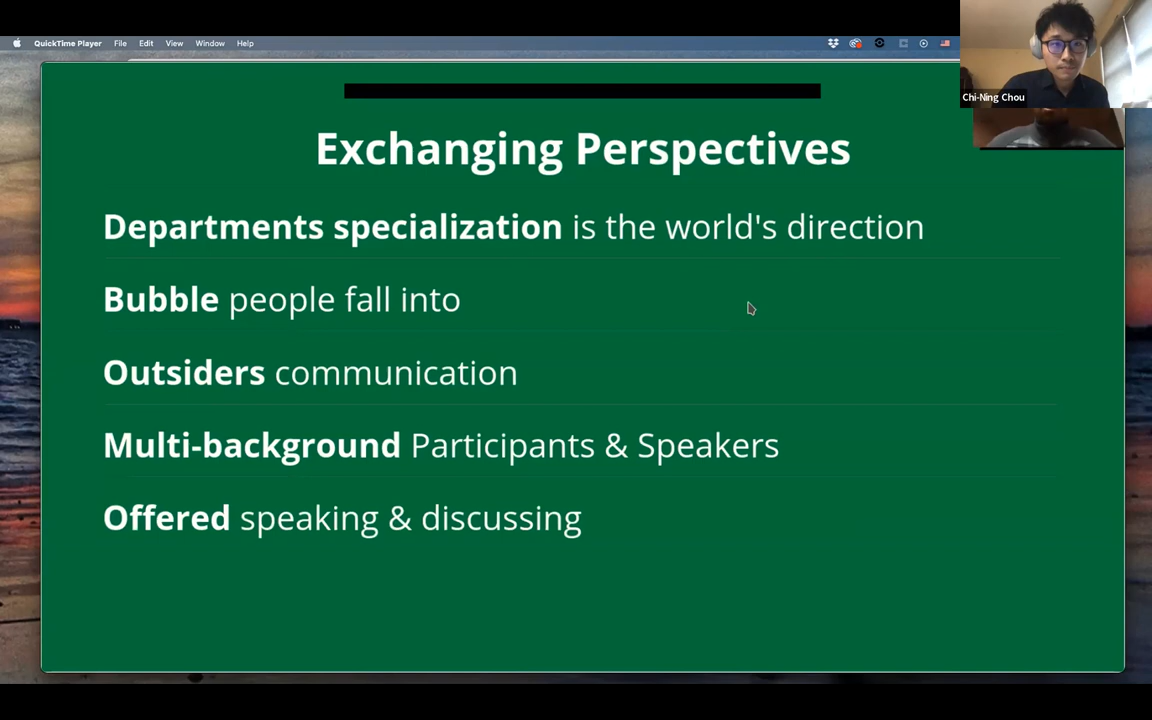 QuickTime Player File Edit View Window Help
Chi-Ning Chou
Exchanging Perspectives
Departments specialization is the world's direction
Bubble people fall into
Outsiders communication
Multi-background Participants & Speakers
Offered speaking & discussing